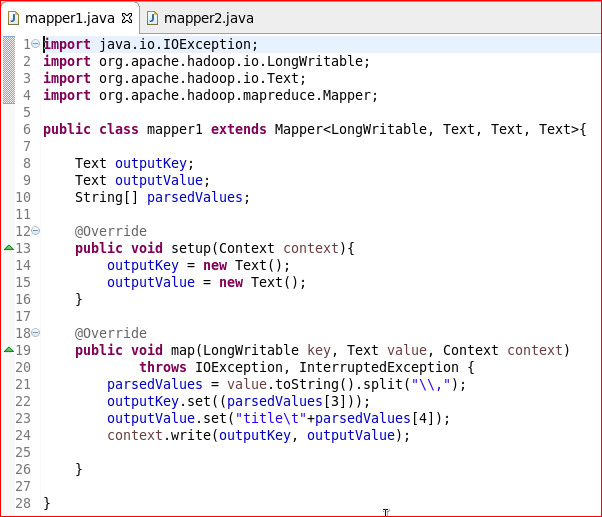 mapper1.java mapper2.java
1 import java.io.IOException;
2 import org.apache.hadoop.io.LongWritable;
3 import org.apache.hadoop.io.Text;
4 import org.apache.hadoop.mapreduce.Mapper;
5
6 public class mapper1 extends Mapper<LongWritable, Text, Text, Text>{
7
8     Text outputKey;
9     Text outputValue;
10     String[] parsedValues;
11
12     @Override
13     public void setup(Context context){
14         outputKey = new Text();
15         outputValue = new Text();
16     }
17
18     @Override
19     public void map(LongWritable key, Text value, Context context)
20             throws IOException, InterruptedException {
21         parsedValues = value.toString().split("\\,");
22         outputKey.set((parsedValues[3]));
23         outputValue.set("title\t"+parsedValues[4]);
24         context.write(outputKey, outputValue);
25
26     }
27
28 }